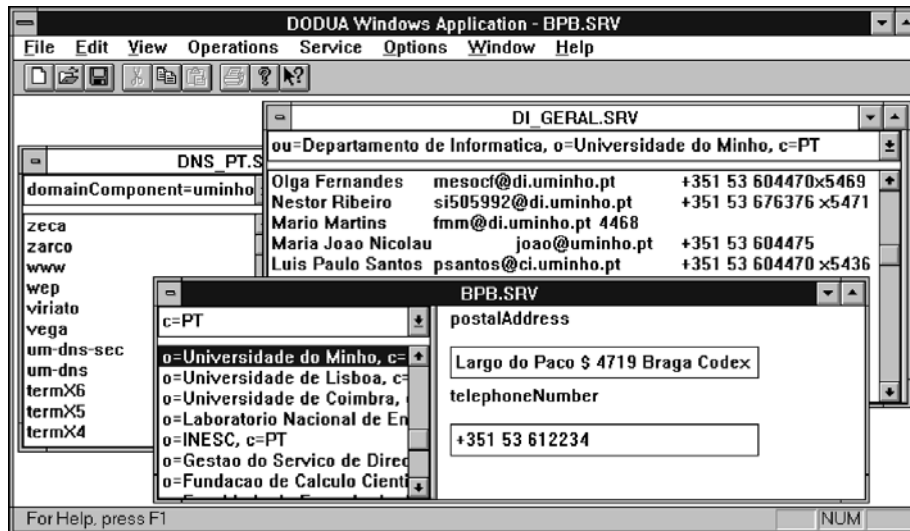 DODUA Windows Application - BPB.SRV
File Edit View Operations Service Options Window Help
DI_GERAL.SRV
ou=Departamento de Informatica, o=Universidade do Minho, c=PT
Olga Fernandes mesocf@di.uminho.pt +351 53 604470x5469
Nestor Ribeiro si505992@di.uminho.pt +351 53 676376 x5471
Mario Martins fmm@di.uminho.pt 4468
Maria Joao Nicolau joao@uminho.pt +351 53 604475
Luis Paulo Santos psantos@ci.uminho.pt +351 53 604470 x5436
DNS_PT.S
domainComponent=uminho
zeca
zarco
www
wep
viriato
vega
um-dns-sec
um-dns
termX6
termX5
termX4
BPB.SRV
c=PT
o=Universidade do Minho, c=
o=Universidade de Lisboa, c=
o=Universidade de Coimbra,
o=Laboratorio Nacional de En
o=INESC, c=PT
o=Gestao do Servico de Direc
o=Fundacao de Calculo Cienti
postalAddress
Largo do Paco $ 4719 Braga Codex
telephoneNumber
+351 53 612234
For Help, press F1
NUM